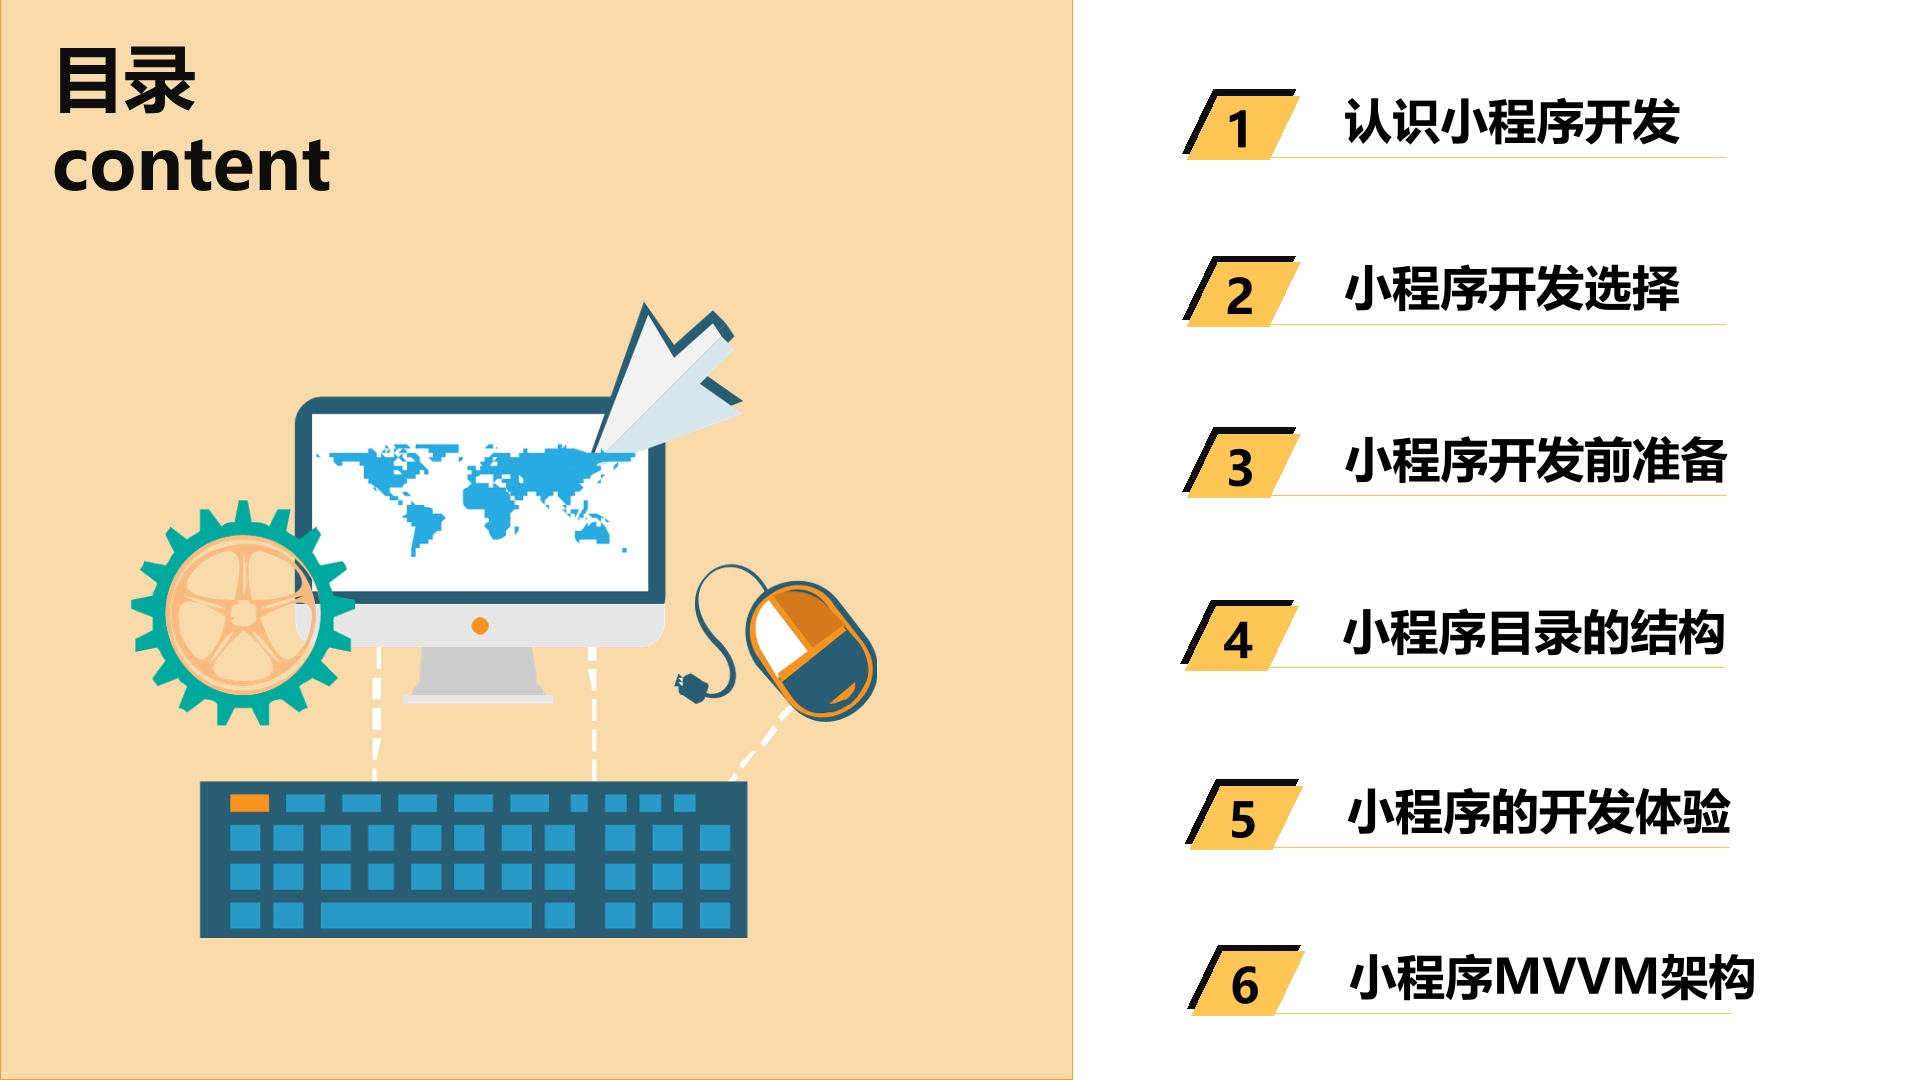 目录
content
1 认识小程序开发
2 小程序开发选择
3 小程序开发前准备
4 小程序目录的结构
5 小程序的开发体验
6 小程序MVVM架构